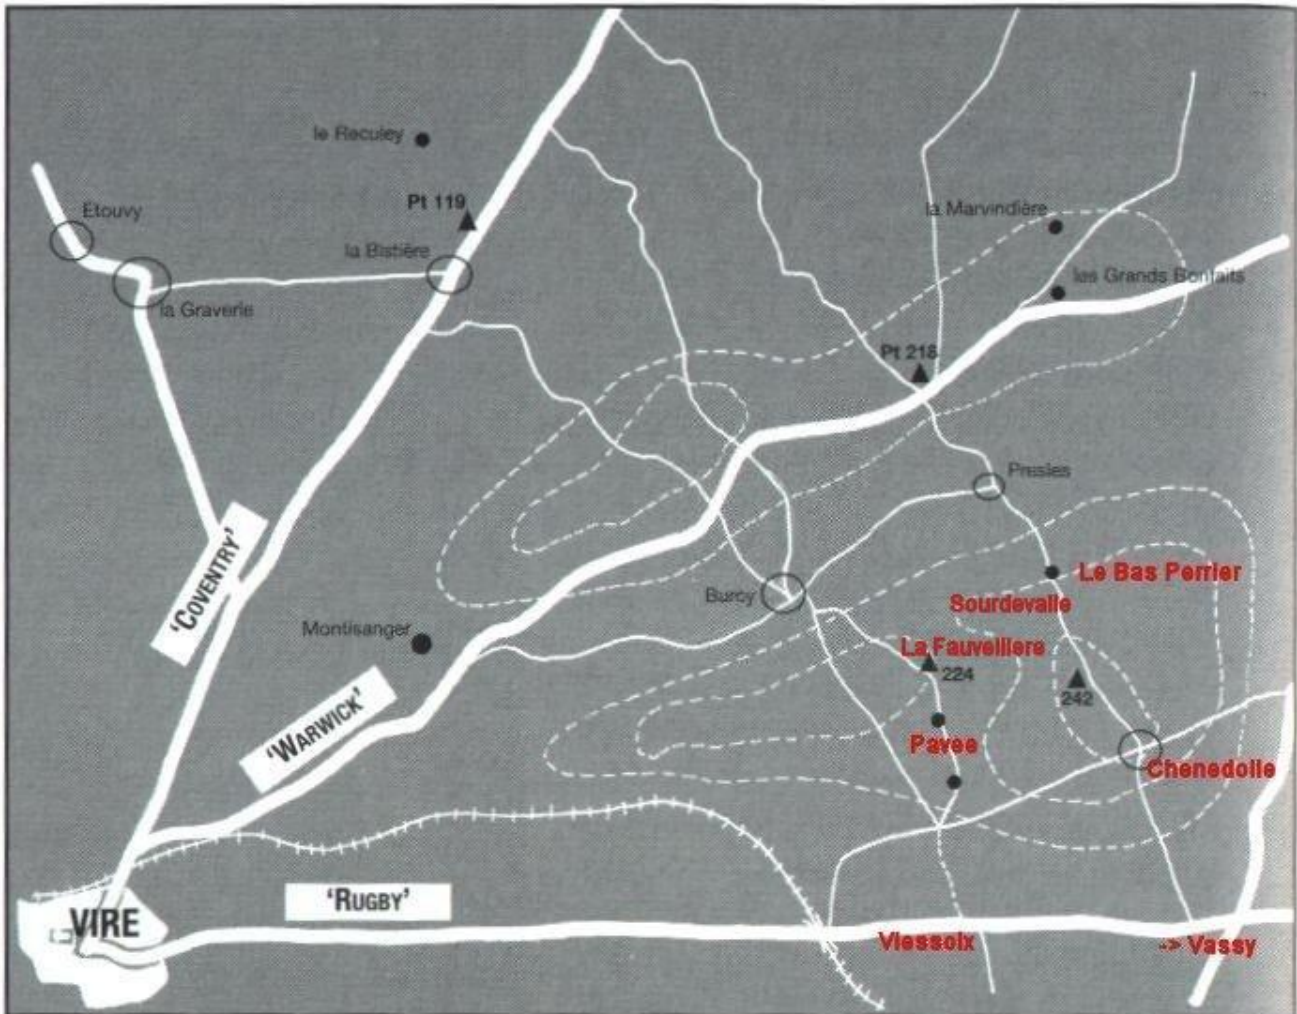 le Reculey
Etouvy
Pt 119
la Marvindière
la Bistière
les Grands Bonfaits
la Graverie
Pt 218
Presles
'COVENTRY'
Le Bas Perrier
Burcy
Sourdevalle
Montisanger
La Fauvellere
224
242
'WARWICK'
Pavee
Chenedolle
'RUGBY'
VIRE
Viessoix
-> Vassy